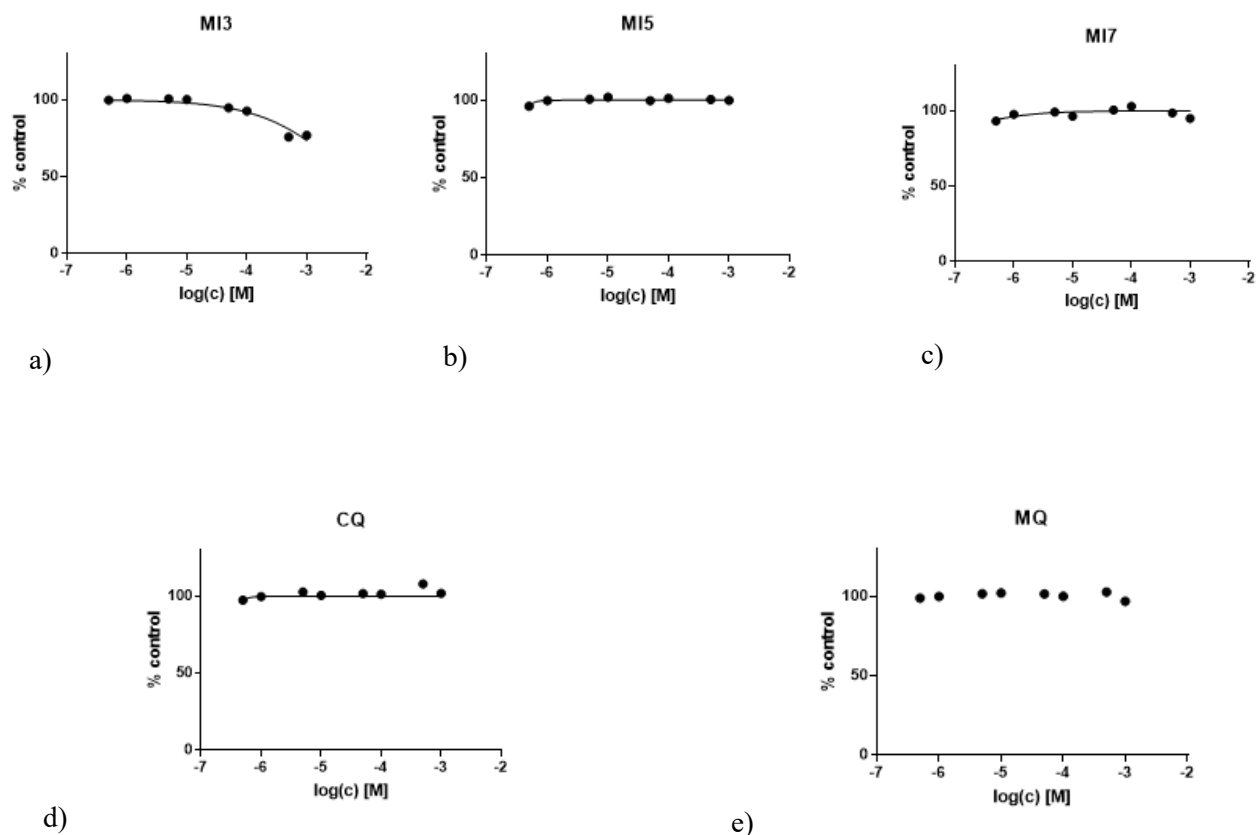 MI3
% control
100
50
0
-7 -6 -5 -4 -3 -2
log(c) [M]
a)
MI5
% control
100
50
0
-7 -6 -5 -4 -3 -2
log(c) [M]
b)
MI7
% control
100
50
0
-7 -6 -5 -4 -3 -2
log(c) [M]
c)
CQ
% control
100
50
0
-7 -6 -5 -4 -3 -2
log(c) [M]
d)
MQ
% control
100
50
0
-7 -6 -5 -4 -3 -2
log(c) [M]
e)